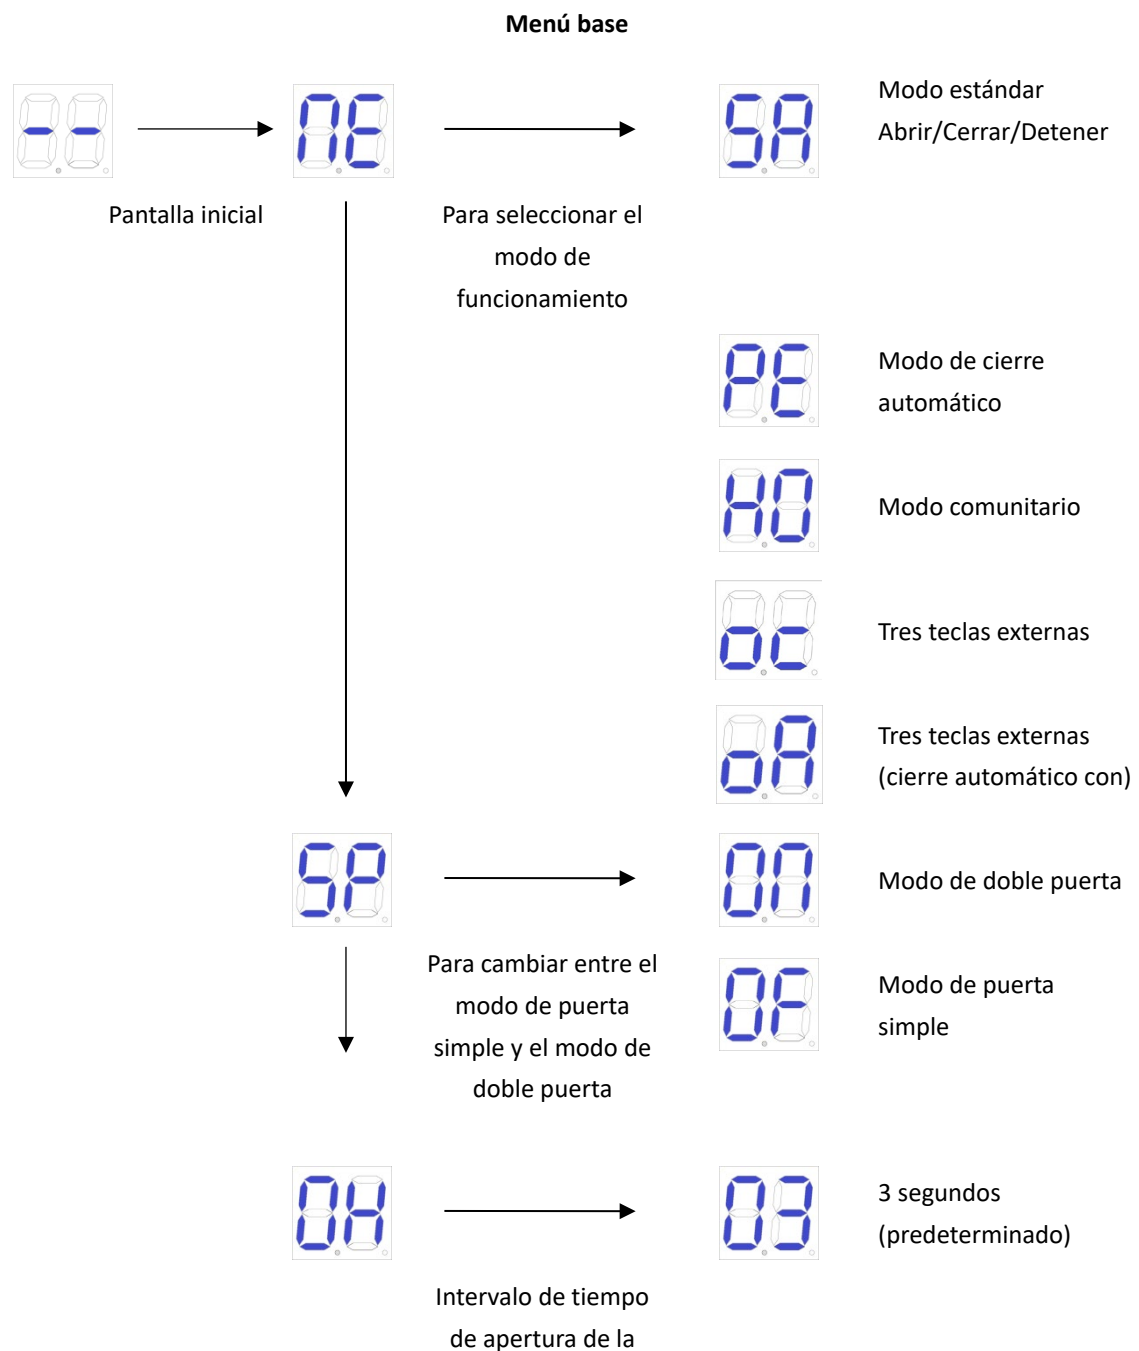 Menú base
Modo estándar
Abrir/Cerrar/Detener
Pantalla inicial
Para seleccionar el
modo de
funcionamiento
Modo de cierre
automático
Modo comunitario
Tres teclas externas
Tres teclas externas
(cierre automático con)
Modo de doble puerta
Para cambiar entre el
modo de puerta
simple y el modo de
doble puerta
Modo de puerta
simple
03
3 segundos
(predeterminado)
Intervalo de tiempo
de apertura de la